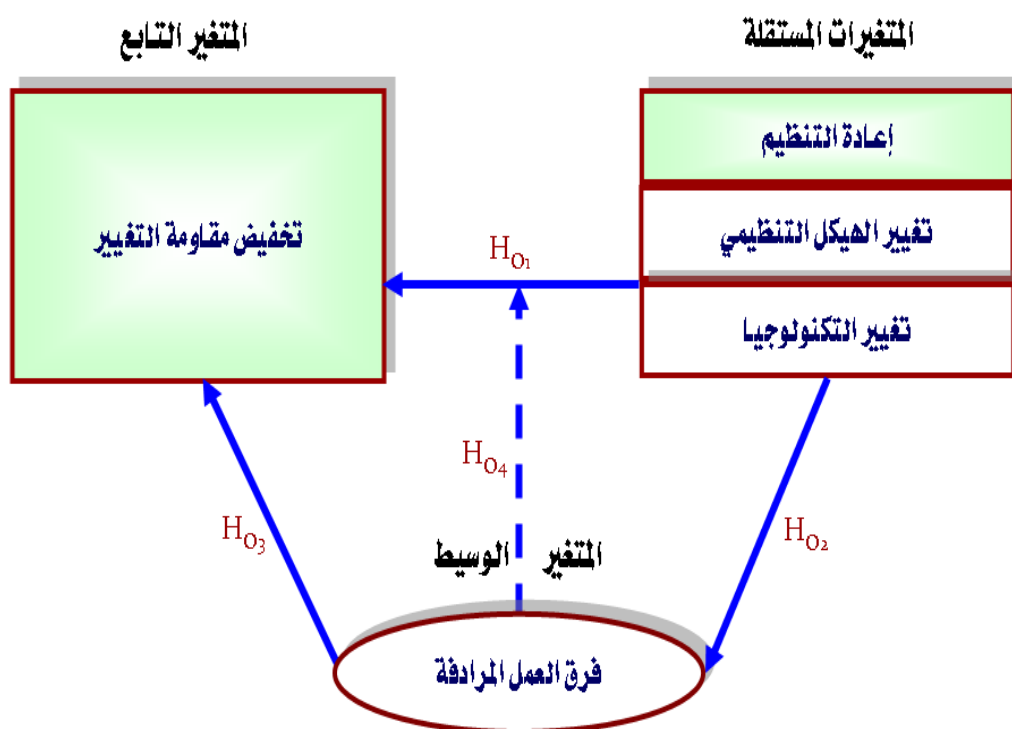 المتغيرات المستقلة
المتغير التابع
إعادة التنظيم
تغيير الهيكل التنظيمي
تغيير التكنولوجيا
تخفيض مقاومة التغيير
HO1
HO4
HO2
HO3
المتغير الوسيط
فرق العمل المرادفة